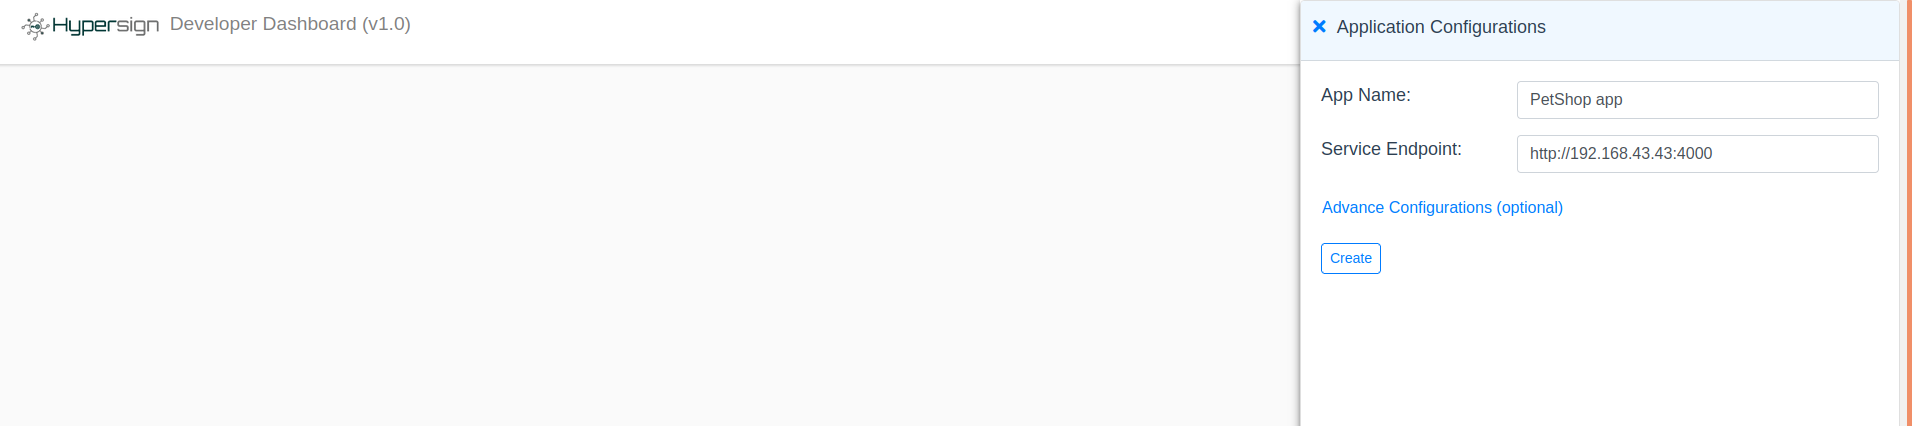 Hypersign Developer Dashboard (v1.0)
Application Configurations
App Name: PetShop app
Service Endpoint: http://192.168.43.43:4000
Advance Configurations (optional)
Create